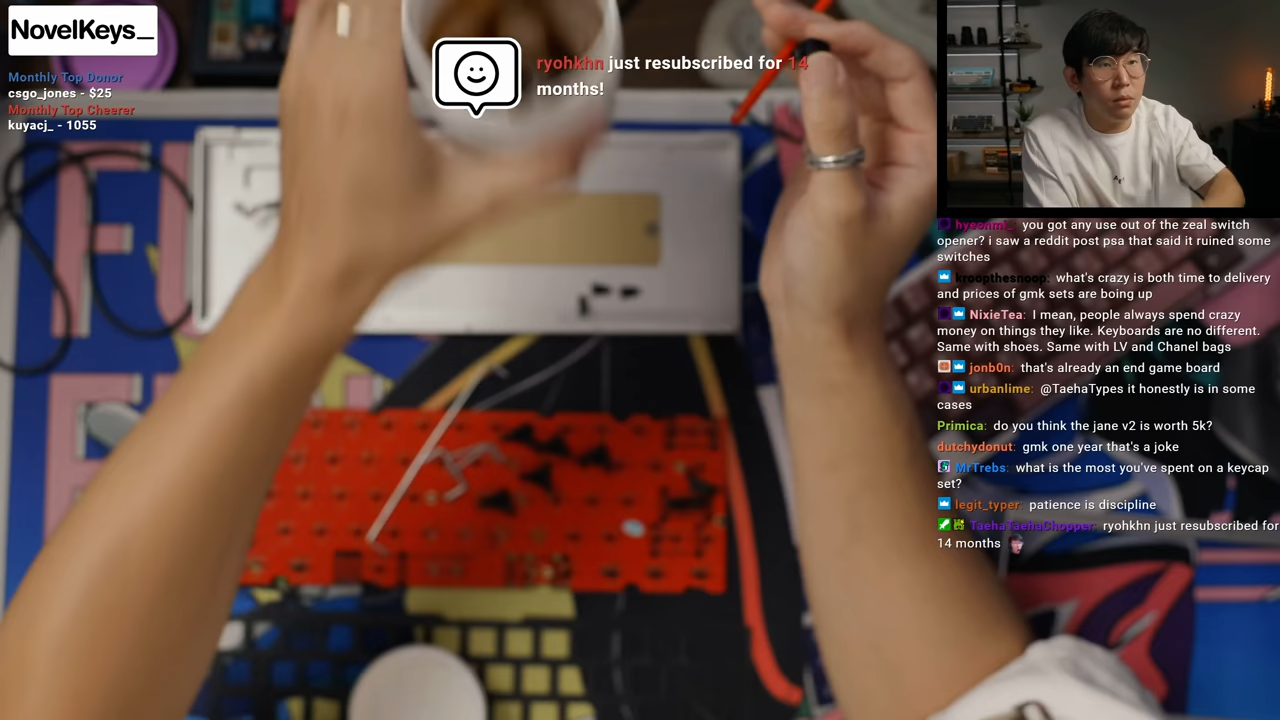 NovelKeys_
Monthly Top Donor
csgo_jones - $25
Monthly Top Cheerer
kuyacj_ - 1055
ryohkhn just resubscribed for 14
months!
hyeonmi_: you got any use out of the zeal switch
opener? i saw a reddit post psa that said it ruined some
switches
kroopthesnoop: what's crazy is both time to delivery
and prices of gmk sets are boing up
NixieTea: I mean, people always spend crazy
money on things they like. Keyboards are no different.
Same with shoes. Same with LV and Chanel bags
jonb0n: that's already an end game board
urbanlime: @TaehaTypes it honestly is in some
cases
Primica: do you think the jane v2 is worth 5k?
dutchydonut: gmk one year that's a joke
MrTrebs: what is the most you've spent on a keycap
set?
legit_typer: patience is discipline
TaehaTaehaChopper: ryohkhn just resubscribed for
14 months